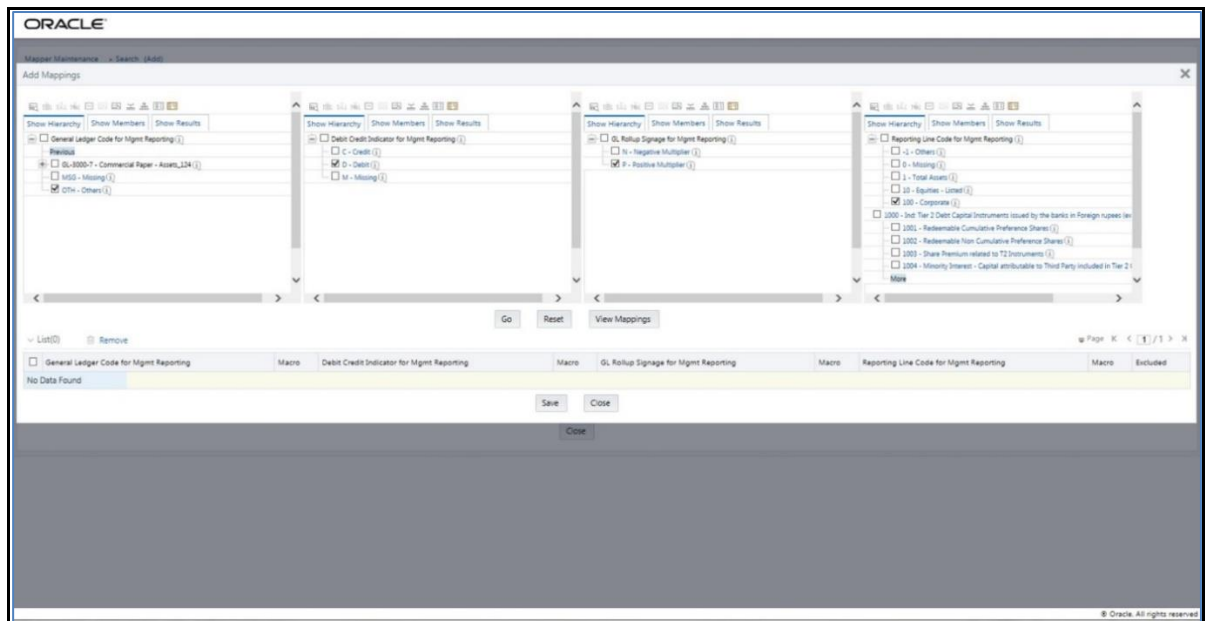 ORACLE
Mapper Maintenance > Search (Add)
Add Mappings
Show Hierarchy Show Members Show Results
General Ledger Code for Mgmt Reporting
Previous
GL-3000-7 - Commercial Paper - Assets_124
MSG - Missing
OTH - Others
Show Hierarchy Show Members Show Results
Debit Credit Indicator for Mgmt Reporting
C - Credit
D - Debit
M - Missing
Show Hierarchy Show Members Show Results
GL Rollup Signage for Mgmt Reporting
N - Negative Multiplier
P - Positive Multiplier
Show Hierarchy Show Members Show Results
Reporting Line Code for Mgmt Reporting
-1 - Others
0 - Missing
1 - Total Assets
10 - Equities - Listed
100 - Corporate
1000 - Ind: Tier 2 Debt Capital Instruments issued by the banks in Foreign rupees (ex
1001 - Redeemable Cumulative Preference Shares
1002 - Redeemable Non Cumulative Preference Shares
1003 - Share Premium related to T2 Instruments
1004 - Minority Interest - Capital attributable to Third Party included in Tier 2
More
Go Reset View Mappings
List(0) Remove Page 1 / 1
General Ledger Code for Mgmt Reporting Macro Debit Credit Indicator for Mgmt Reporting Macro GL Rollup Signage for Mgmt Reporting Macro Reporting Line Code for Mgmt Reporting Macro Excluded
No Data Found
Save Close
Close
® Oracle. All rights reserved